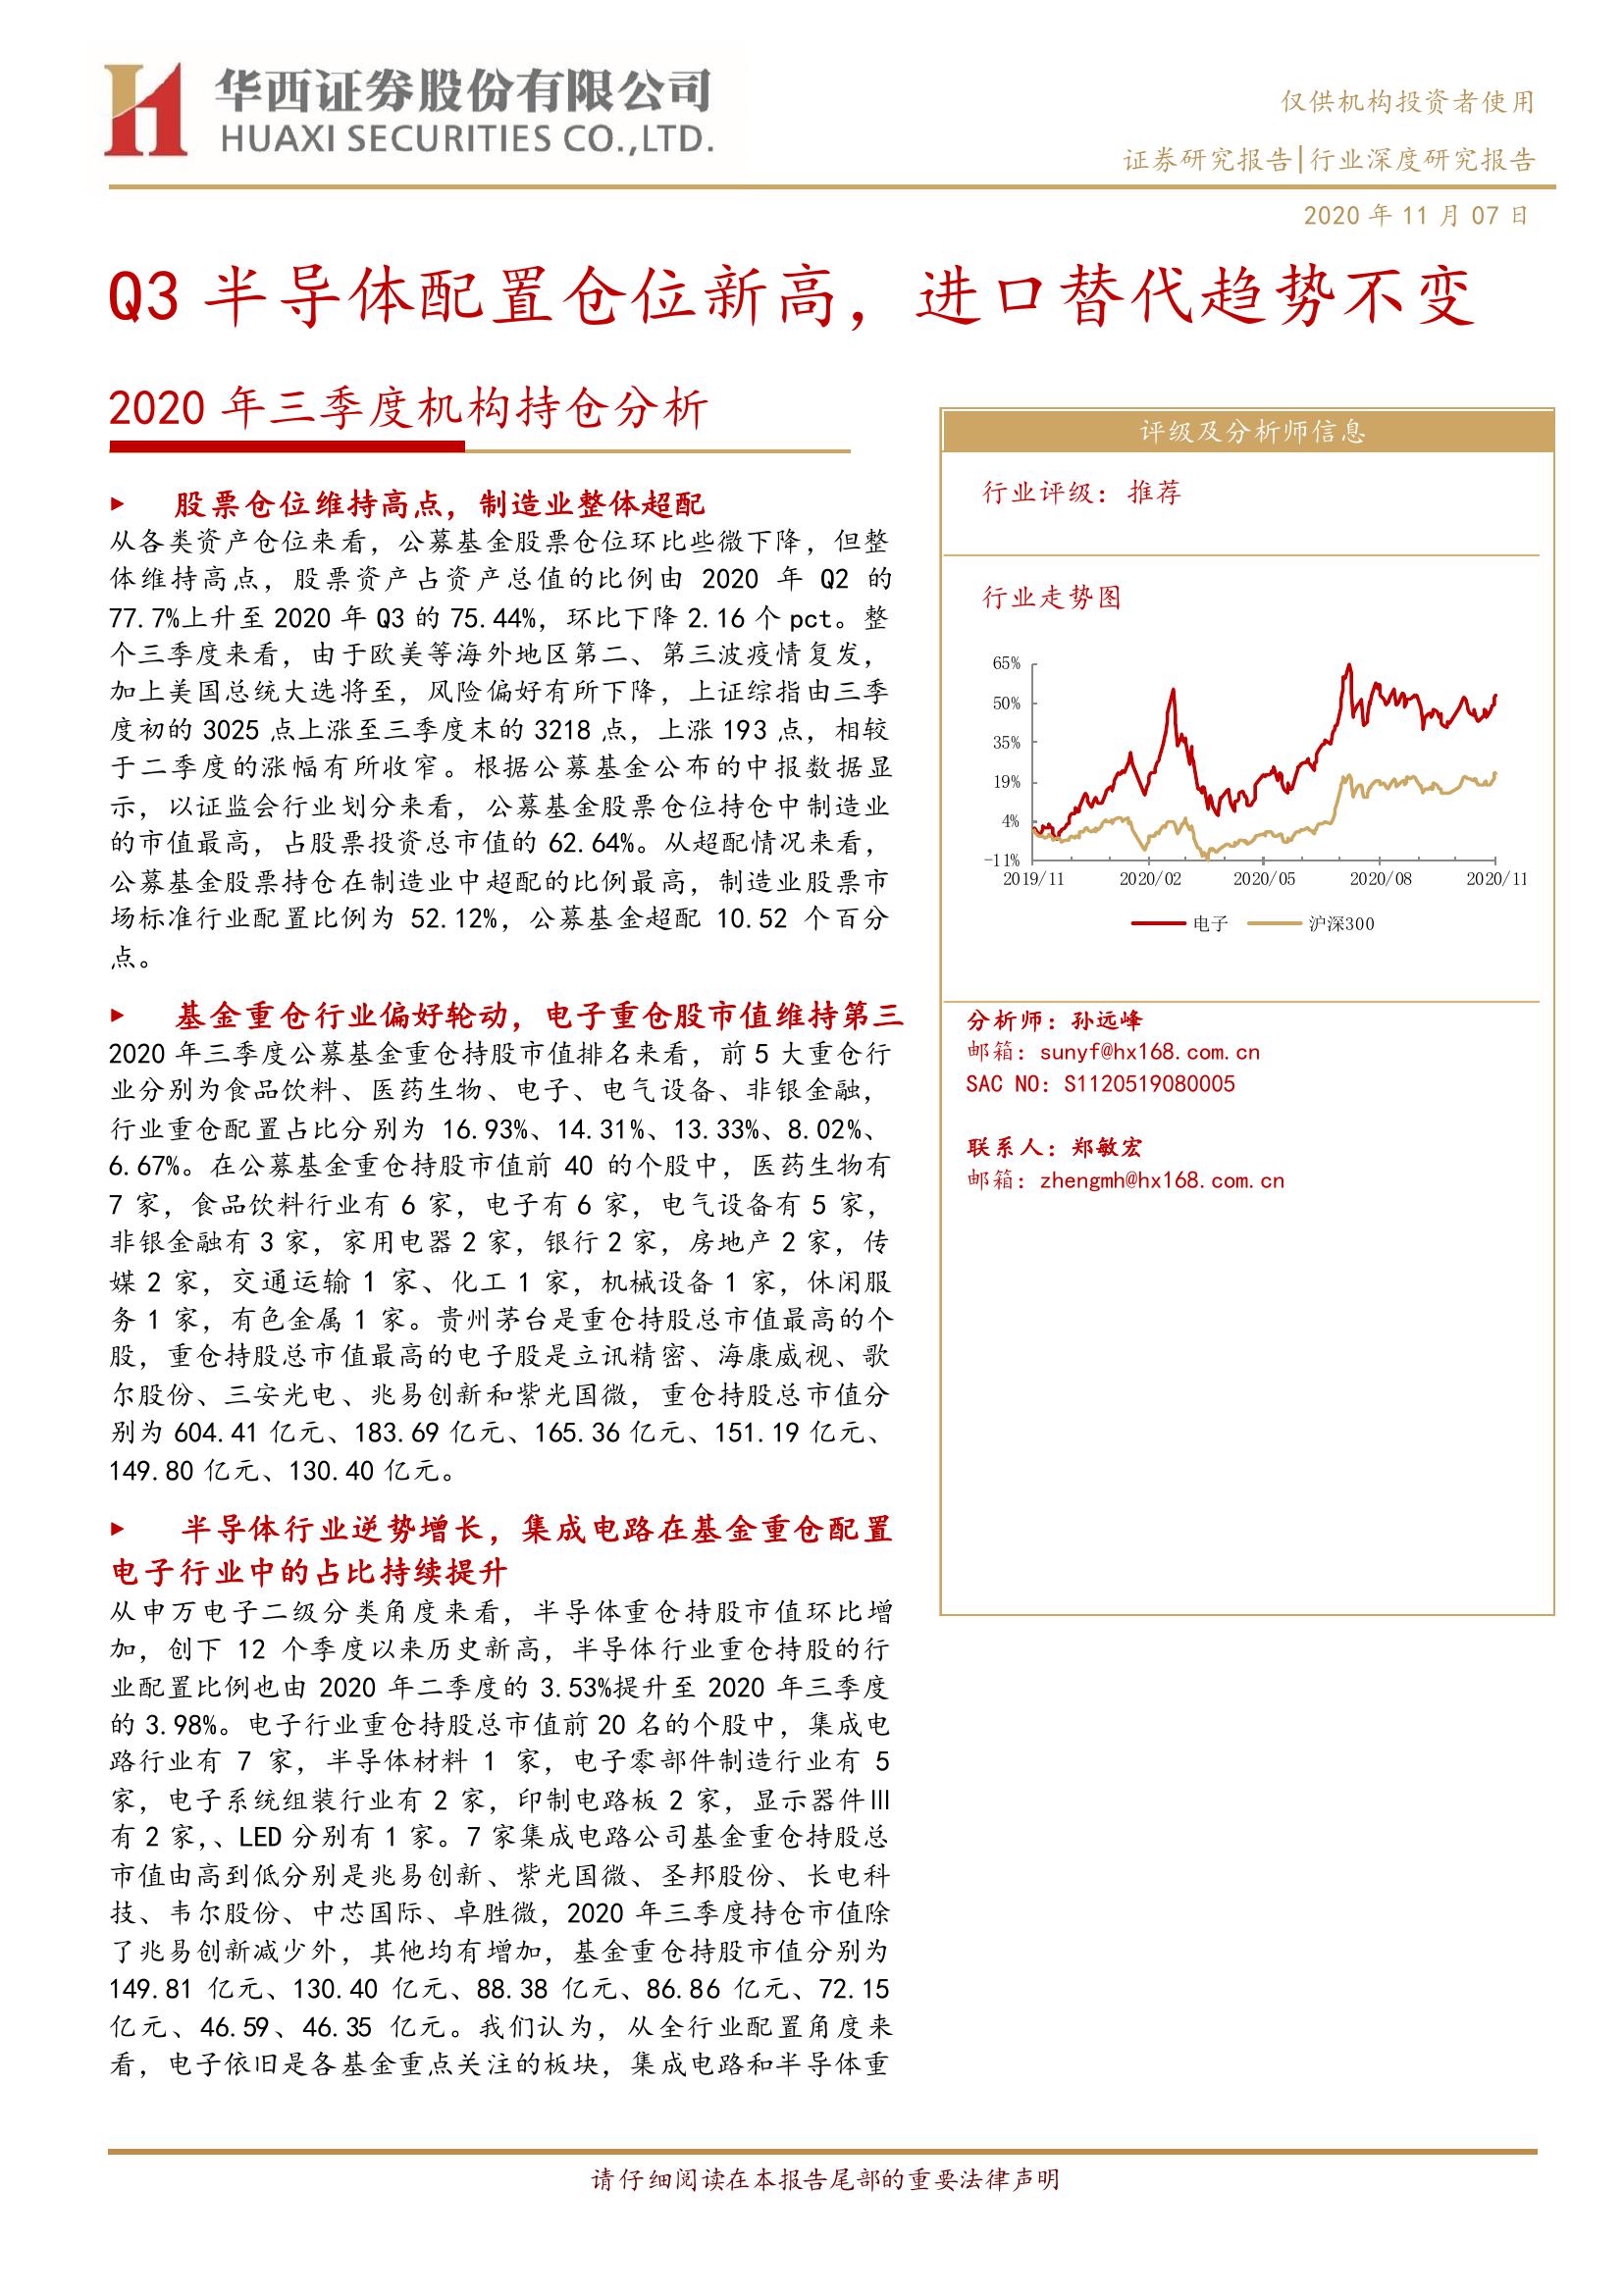 华西证券股份有限公司
HUAXI SECURITIES CO.,LTD.
仅供机构投资者使用
证券研究报告|行业深度研究报告
2020 年 11 月 07 日
Q3 半导体配置仓位新高，进口替代趋势不变
2020 年三季度机构持仓分析
► 股票仓位维持高点，制造业整体超配
从各类资产仓位来看，公募基金股票仓位环比些微下降，但整
体维持高点，股票资产占资产总值的比例由 2020 年 Q2 的
77.7%上升至 2020 年 Q3 的 75.44%，环比下降 2.16 个 pct。整
个三季度来看，由于欧美等海外地区第二、第三波疫情复发，
加上美国总统大选将至，风险偏好有所下降，上证综指由三季
度初的 3025 点上涨至三季度末的 3218 点，上涨 193 点，相较
于二季度的涨幅有所收窄。根据公募基金公布的中报数据显
示，以证监会行业划分来看，公募基金股票仓位持仓中制造业
的市值最高，占股票投资总市值的 62.64%。从超配情况来看，
公募基金股票持仓在制造业中超配的比例最高，制造业股票市
场标准行业配置比例为 52.12%，公募基金超配 10.52 个百分
点。
► 基金重仓行业偏好轮动，电子重仓股市值维持第三
2020 年三季度公募基金重仓持股市值排名来看，前 5 大重仓行
业分别为食品饮料、医药生物、电子、电气设备、非银金融，
行业重仓配置占比分别为 16.93%、14.31%、13.33%、8.02%、
6.67%。在公募基金重仓持股市值前 40 的个股中，医药生物有
7 家，食品饮料行业有 6 家，电子有 6 家，电气设备有 5 家，
非银金融有 3 家，家用电器 2 家，银行 2 家，房地产 2 家，传
媒 2 家，交通运输 1 家、化工 1 家，机械设备 1 家，休闲服
务 1 家，有色金属 1 家。贵州茅台是重仓持股总市值最高的个
股，重仓持股总市值最高的电子股是立讯精密、海康威视、歌
尔股份、三安光电、兆易创新和紫光国微，重仓持股总市值分
别为 604.41 亿元、183.69 亿元、165.36 亿元、151.19 亿元、
149.80 亿元、130.40 亿元。
► 半导体行业逆势增长，集成电路在基金重仓配置
电子行业中的占比持续提升
从申万电子二级分类角度来看，半导体重仓持股市值环比增
加，创下 12 个季度以来历史新高，半导体行业重仓持股的行
业配置比例也由 2020 年二季度的 3.53%提升至 2020 年三季度
的 3.98%。电子行业重仓持股总市值前 20 名的个股中，集成电
路行业有 7 家，半导体材料 1 家，电子零部件制造行业有 5
家，电子系统组装行业有 2 家，印制电路板 2 家，显示器件Ⅲ
有 2 家，、LED 分别有 1 家。7 家集成电路公司基金重仓持股总
市值由高到低分别是兆易创新、紫光国微、圣邦股份、长电科
技、韦尔股份、中芯国际、卓胜微，2020 年三季度持仓市值除
了兆易创新减少外，其他均有增加，基金重仓持股市值分别为
149.81 亿元、130.40 亿元、88.38 亿元、86.86 亿元、72.15
亿元、46.59、46.35 亿元。我们认为，从全行业配置角度来
看，电子依旧是各基金重点关注的板块，集成电路和半导体重
评级及分析师信息
行业评级：推荐
行业走势图
65%
50%
35%
19%
4%
-11%
2019/11 2020/02 2020/05 2020/08 2020/11
电子 沪深300
分析师：孙远峰
邮箱：sunyf@hx168.com.cn
SAC NO：S1120519080005
联系人：郑敏宏
邮箱：zhengmh@hx168.com.cn
请仔细阅读在本报告尾部的重要法律声明